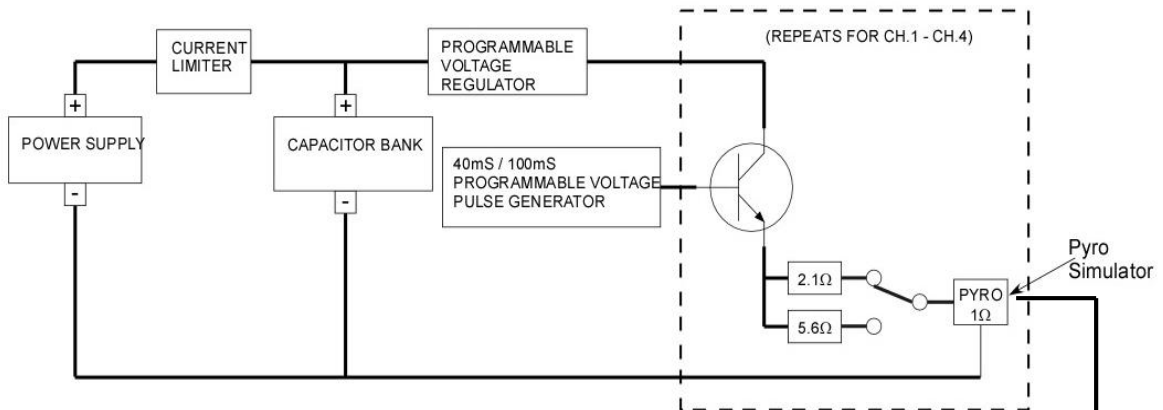 (REPEATS FOR CH.1 - CH.4)
CURRENT
LIMITER
PROGRAMMABLE
VOLTAGE
REGULATOR
+
+
POWER SUPPLY
CAPACITOR BANK
-
-
40mS / 100mS
PROGRAMMABLE VOLTAGE
PULSE GENERATOR
Pyro
Simulator
2.1Ω
5.6Ω
PYRO
1Ω